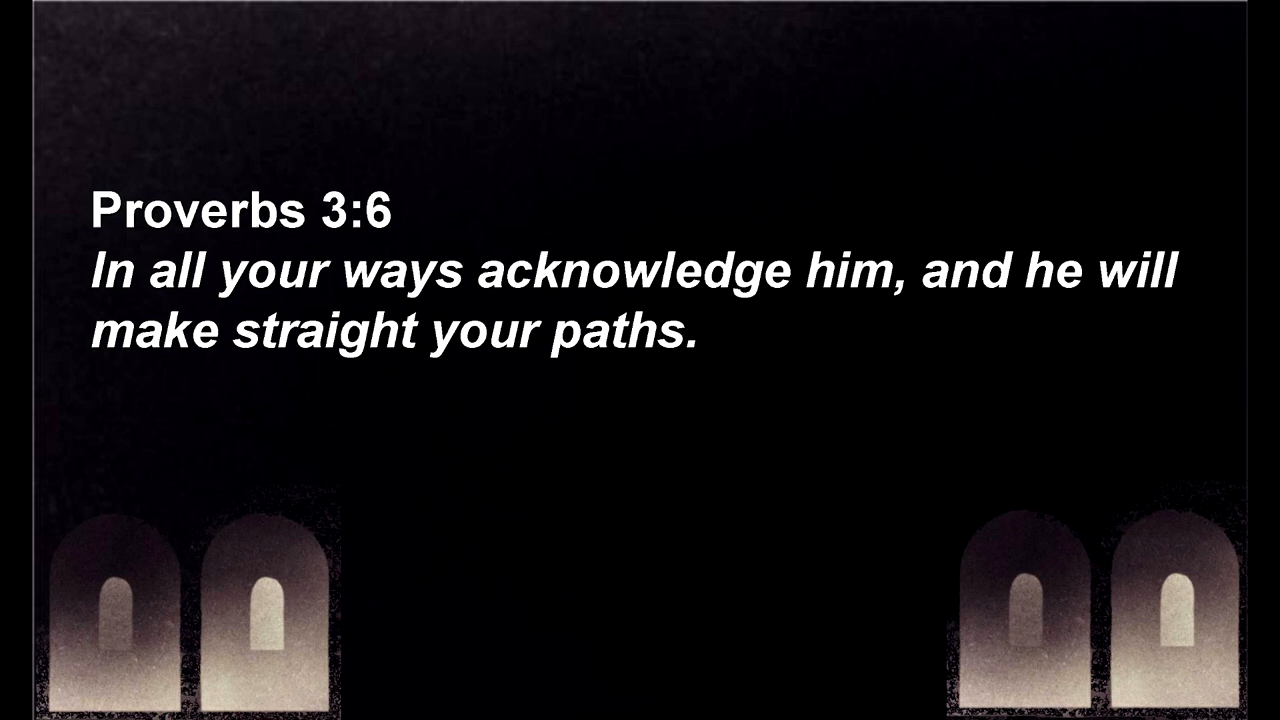 Proverbs 3:6
In all your ways acknowledge him, and he will
make straight your paths.